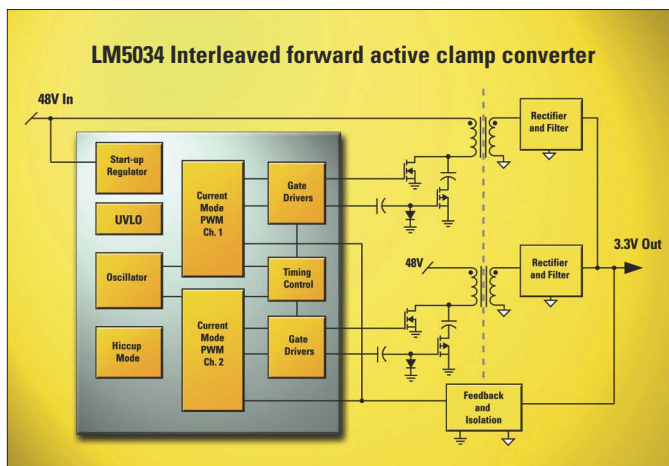 LM5034 Interleaved forward active clamp converter
48V In
Start-up
Regulator
UVLO
Oscillator
Hiccup
Mode
Current
Mode
PWM
Ch. 1
Current
Mode
PWM
Ch. 2
Gate
Drivers
Timing
Control
Gate
Drivers
48V
Rectifier
and Filter
Rectifier
and Filter
3.3V Out
Feedback
and
Isolation